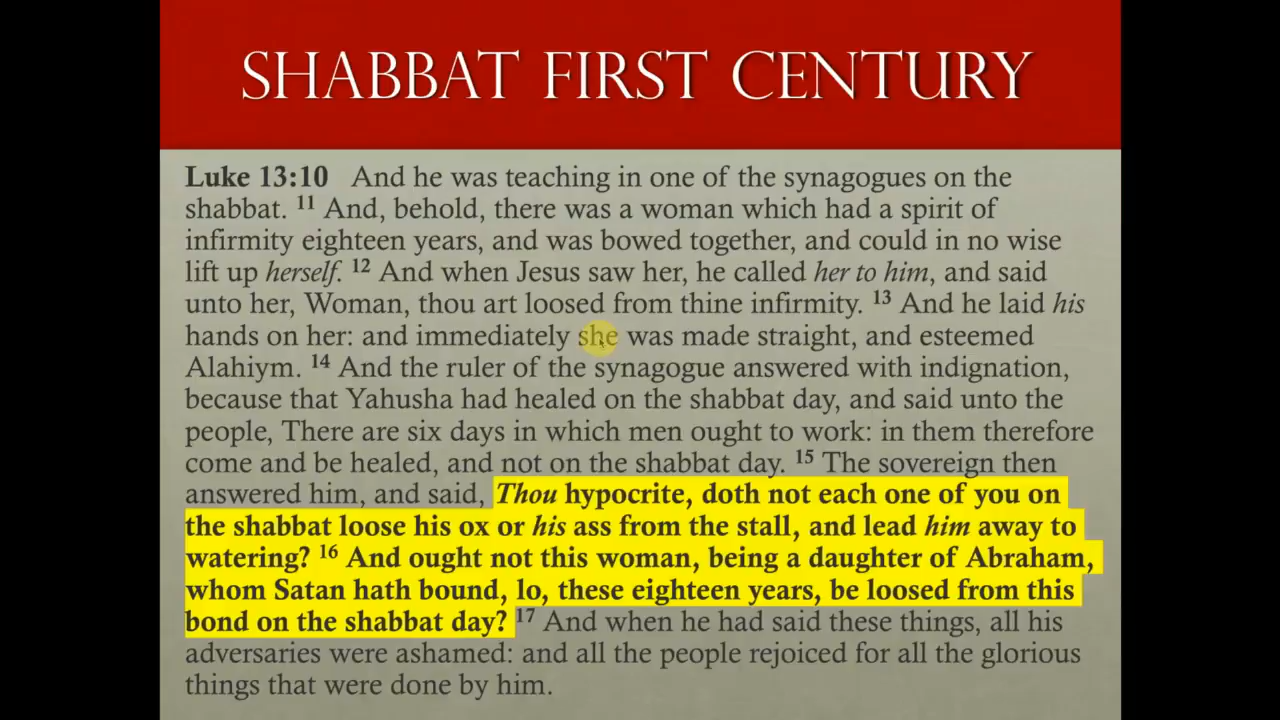 SHABBAT FIRST CENTURY
Luke 13:10 And he was teaching in one of the synagogues on the
shabbat. 11 And, behold, there was a woman which had a spirit of
infirmity eighteen years, and was bowed together, and could in no wise
lift up herself. 12 And when Jesus saw her, he called her to him, and said
unto her, Woman, thou art loosed from thine infirmity. 13 And he laid his
hands on her: and immediately she was made straight, and esteemed
Alahiym. 14 And the ruler of the synagogue answered with indignation,
because that Yahusha had healed on the shabbat day, and said unto the
people, There are six days in which men ought to work: in them therefore
come and be healed, and not on the shabbat day. 15 The sovereign then
answered him, and said, Thou hypocrite, doth not each one of you on
the shabbat loose his ox or his ass from the stall, and lead him away to
watering? 16 And ought not this woman, being a daughter of Abraham,
whom Satan hath bound, lo, these eighteen years, be loosed from this
bond on the shabbat day? 17 And when he had said these things, all his
adversaries were ashamed: and all the people rejoiced for all the glorious
things that were done by him.